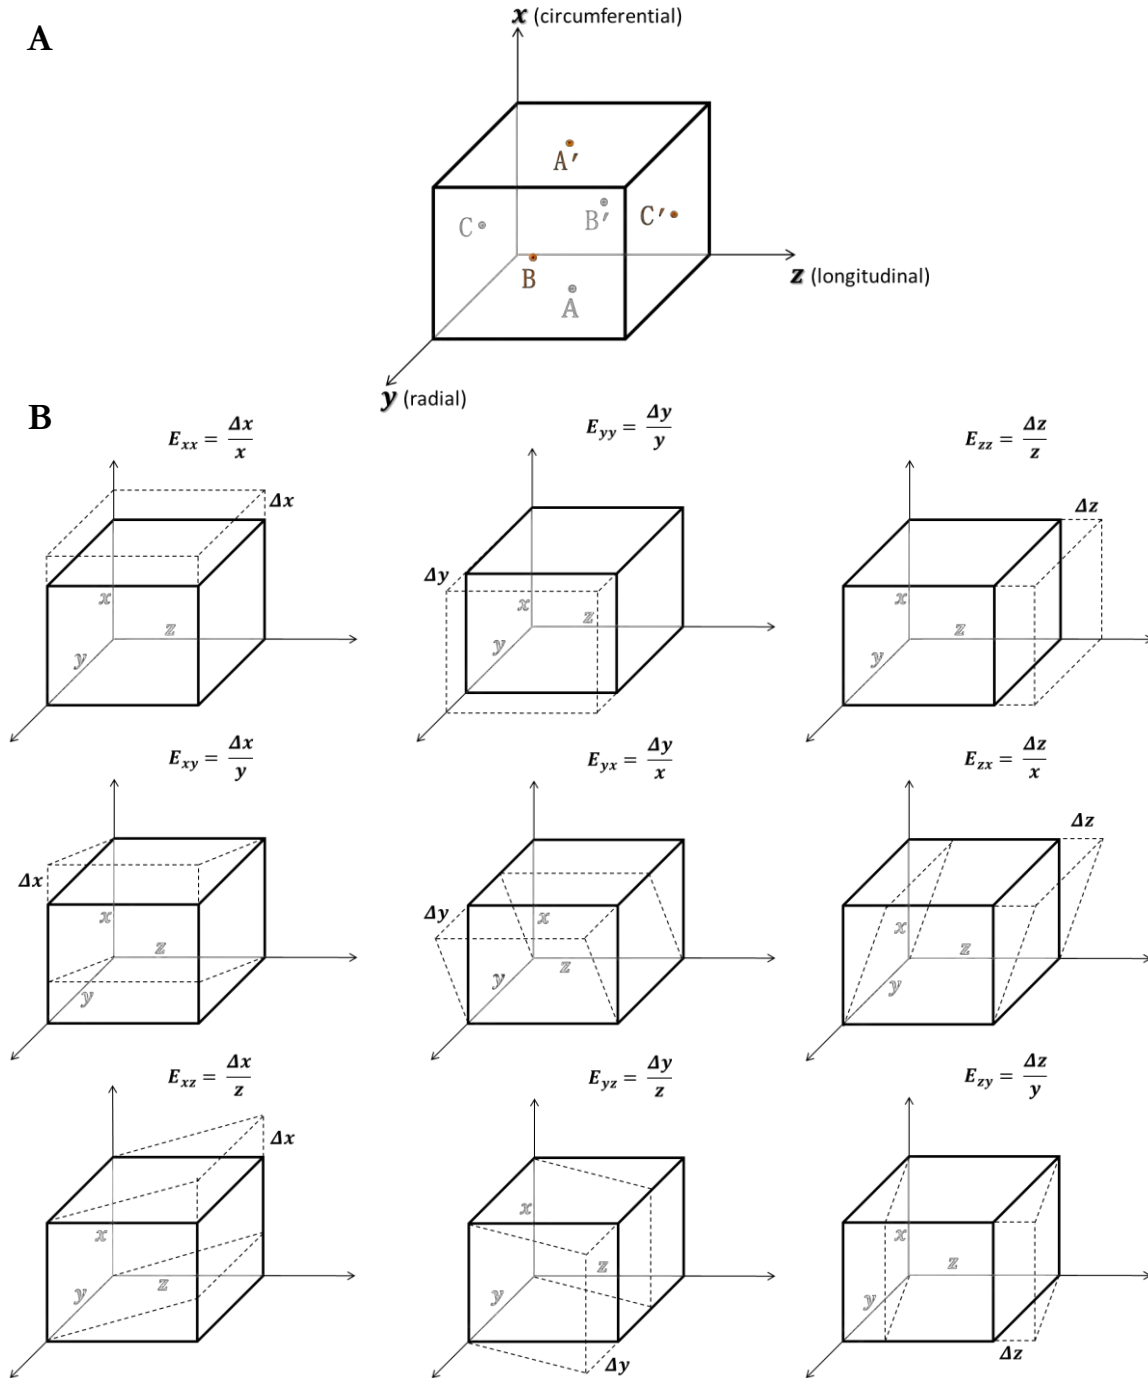 A
x (circumferential)
A′
C
B′
C′
B
A
z (longitudinal)
y (radial)
B
E_xx = Δx/x
E_yy = Δy/y
E_zz = Δz/z
Δx
x
z
y
Δy
x
z
y
Δz
x
z
y
E_xy = Δx/y
E_yx = Δy/x
E_zx = Δz/x
Δx
x
z
y
Δy
x
z
y
Δz
x
z
y
E_xz = Δx/z
E_yz = Δy/z
E_zy = Δz/y
Δx
x
z
y
x
z
y
Δy
x
z
y
Δz